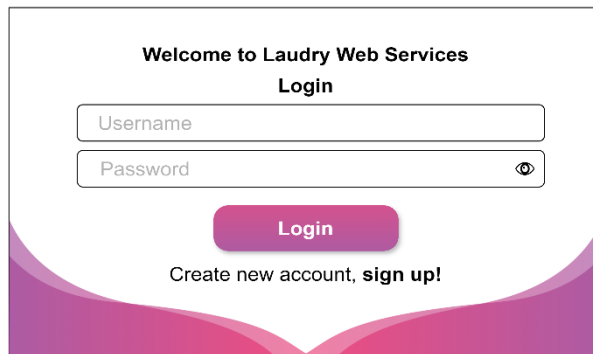 Welcome to Laudry Web Services
Login
Username
Password
Login
Create new account, sign up!